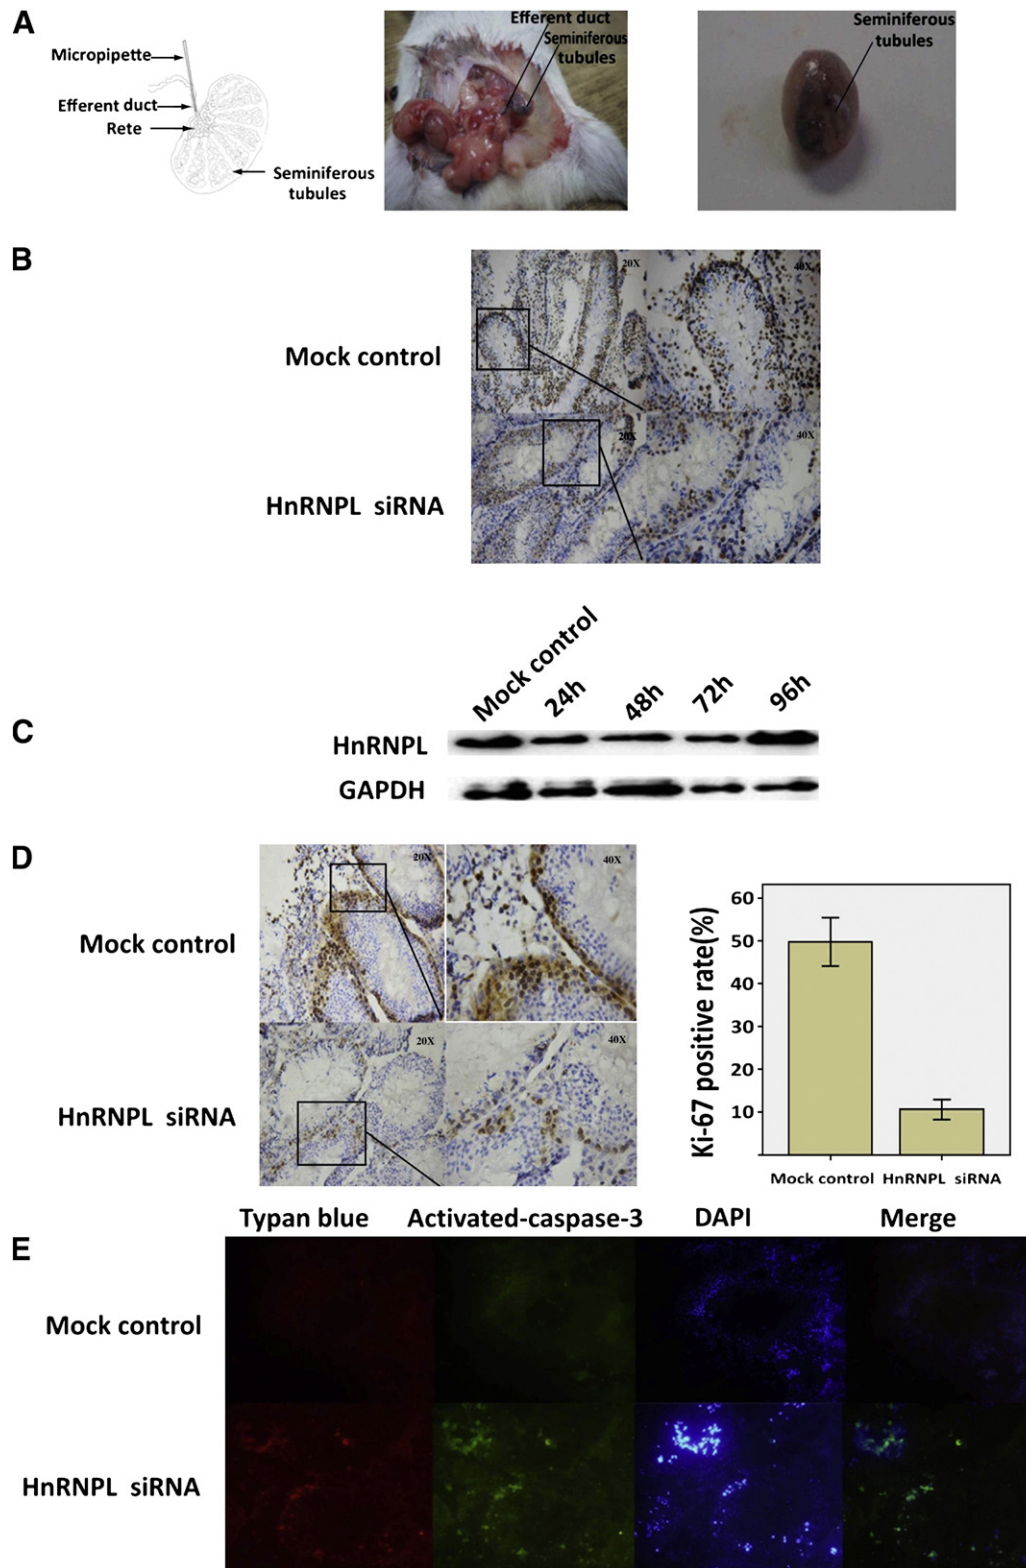 A
Micropipette
Efferent duct
Rete
Seminiferous
tubules
Efferent duct
Seminiferous
tubules
Seminiferous
tubules
B
Mock control
20X
40X
HnRNPL siRNA
20X
40X
C
Mock control
24h
48h
72h
96h
HnRNPL
GAPDH
D
Mock control
20X
40X
HnRNPL siRNA
20X
40X
Ki-67 positive rate(%)
60
50
40
30
20
10
Mock control
HnRNPL siRNA
E
Typan blue
Activated-caspase-3
DAPI
Merge
Mock control
HnRNPL siRNA